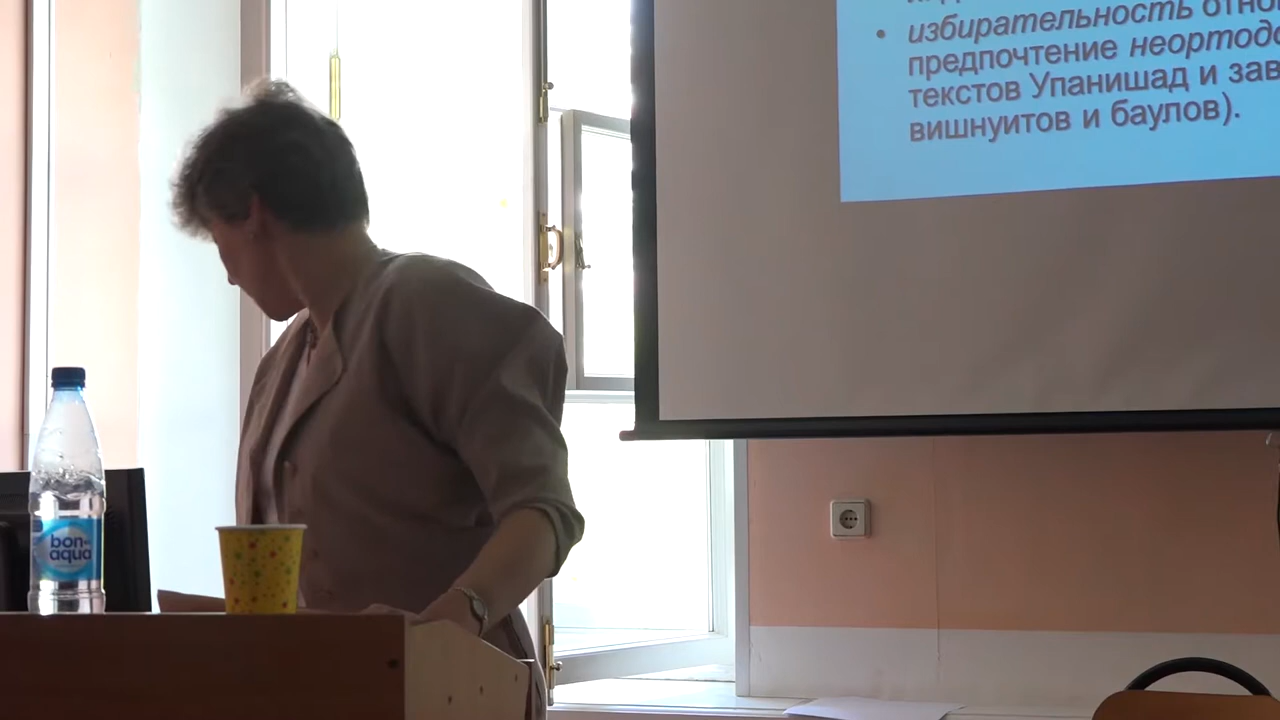 избирательность
предпочтение
текстов Упанишад и
вишнуитов и баулов).
bon
aqua